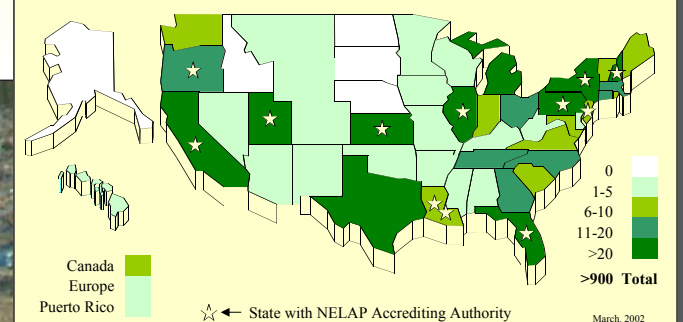 0
1-5
6-10
11-20
>20
>900 Total
Canada
Europe
Puerto Rico
State with NELAP Accrediting Authority
March, 2002